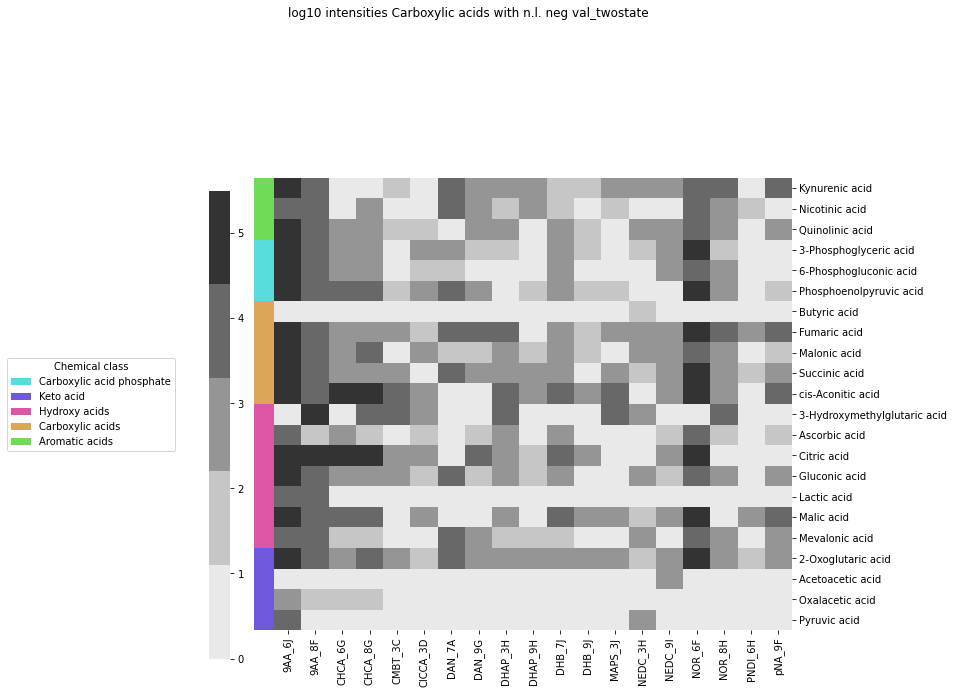 log10 intensities Carboxylic acids with n.l. neg val_twostate
Kynurenic acid
Nicotinic acid
Quinolinic acid
3-Phosphoglyceric acid
6-Phosphogluconic acid
Phosphoenolpyruvic acid
Butyric acid
Fumaric acid
Malonic acid
Succinic acid
cis-Aconitic acid
3-Hydroxymethylglutaric acid
Ascorbic acid
Citric acid
Gluconic acid
Lactic acid
Malic acid
Mevalonic acid
2-Oxoglutaric acid
Acetoacetic acid
Oxalacetic acid
Pyruvic acid
5
4
3
2
1
0
Chemical class
Carboxylic acid phosphate
Keto acid
Hydroxy acids
Carboxylic acids
Aromatic acids
9AA_6J
9AA_8F
CHCA_6G
CHCA_8G
CMBT_3C
ClCCA_3D
DAN_7A
DAN_9G
DHAP_3H
DHAP_9H
DHB_7J
DHB_9J
MAPS_3J
NEDC_3H
NEDC_9I
NOR_6F
NOR_8H
PNDI_6H
pNA_9F